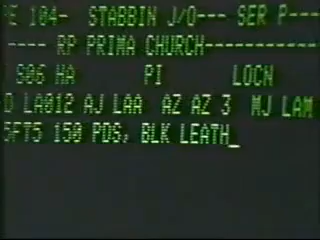 E 104- STABBIN J/O--- SER P---
---- RP PRIMA CHURCH------------
S06 HA PI LOCN
O LA012 AJ LAA AZ AZ 3 MJ LAM
5FT5 150 PDS, BLK LEATH_